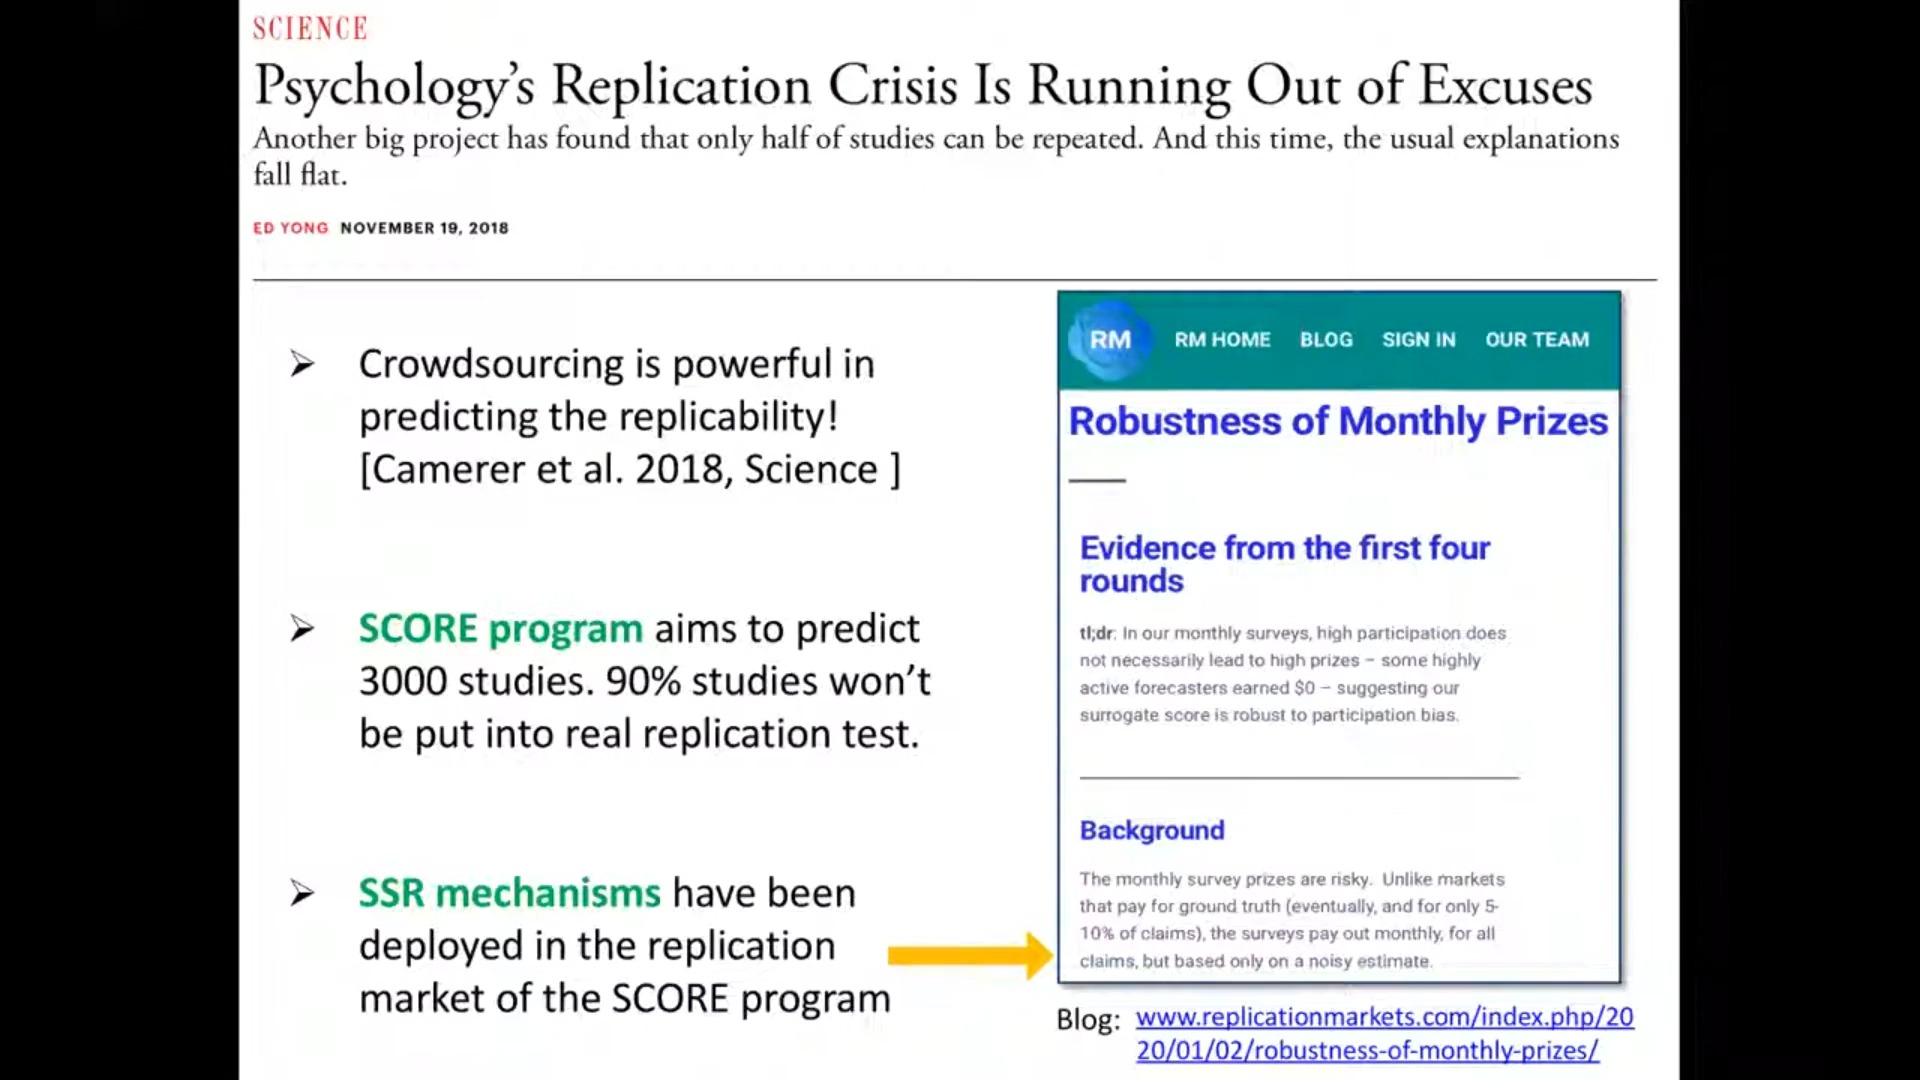 SCIENCE
Psychology's Replication Crisis Is Running Out of Excuses
Another big project has found that only half of studies can be repeated. And this time, the usual explanations
fall flat.
ED YONG NOVEMBER 19, 2018
➢ Crowdsourcing is powerful in
predicting the replicability!
[Camerer et al. 2018, Science ]
➢ SCORE program aims to predict
3000 studies. 90% studies won't
be put into real replication test.
➢ SSR mechanisms have been
deployed in the replication
market of the SCORE program
RM RM HOME BLOG SIGN IN OUR TEAM
Robustness of Monthly Prizes
Evidence from the first four
rounds
tl;dr: In our monthly surveys, high participation does
not necessarily lead to high prizes – some highly
active forecasters earned $0 – suggesting our
surrogate score is robust to participation bias.
Background
The monthly survey prizes are risky. Unlike markets
that pay for ground truth (eventually, and for only 5-
10% of claims), the surveys pay out monthly, for all
claims, but based only on a noisy estimate.
Blog: www.replicationmarkets.com/index.php/20
20/01/02/robustness-of-monthly-prizes/